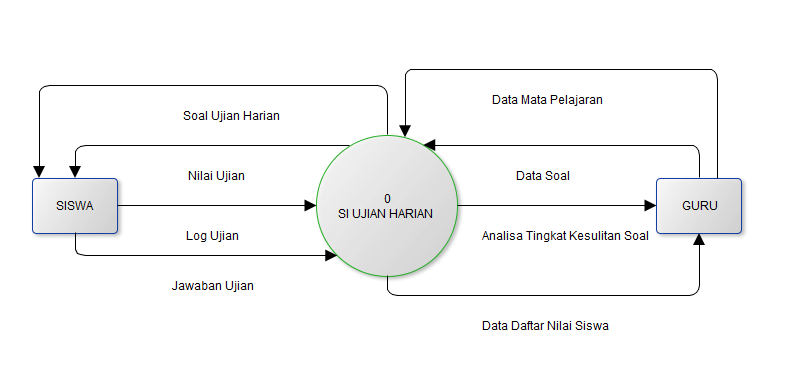 Data Mata Pelajaran
Soal Ujian Harian
Nilai Ujian
Data Soal
SISWA
0
SI UJIAN HARIAN
GURU
Log Ujian
Analisa Tingkat Kesulitan Soal
Jawaban Ujian
Data Daftar Nilai Siswa